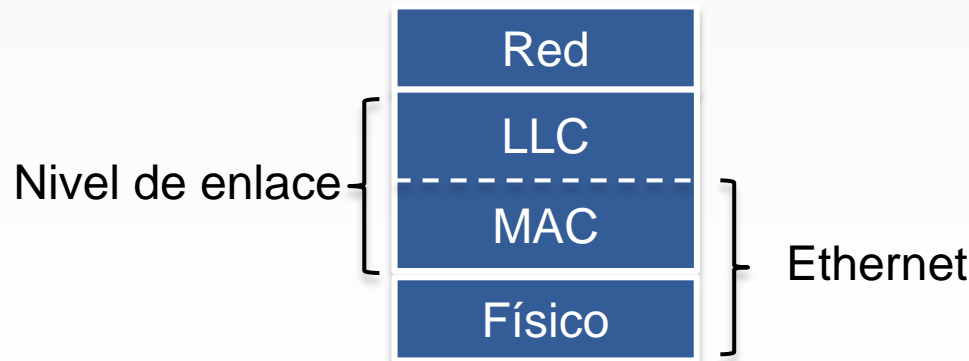 Red
LLC
Nivel de enlace
MAC
Ethernet
Físico